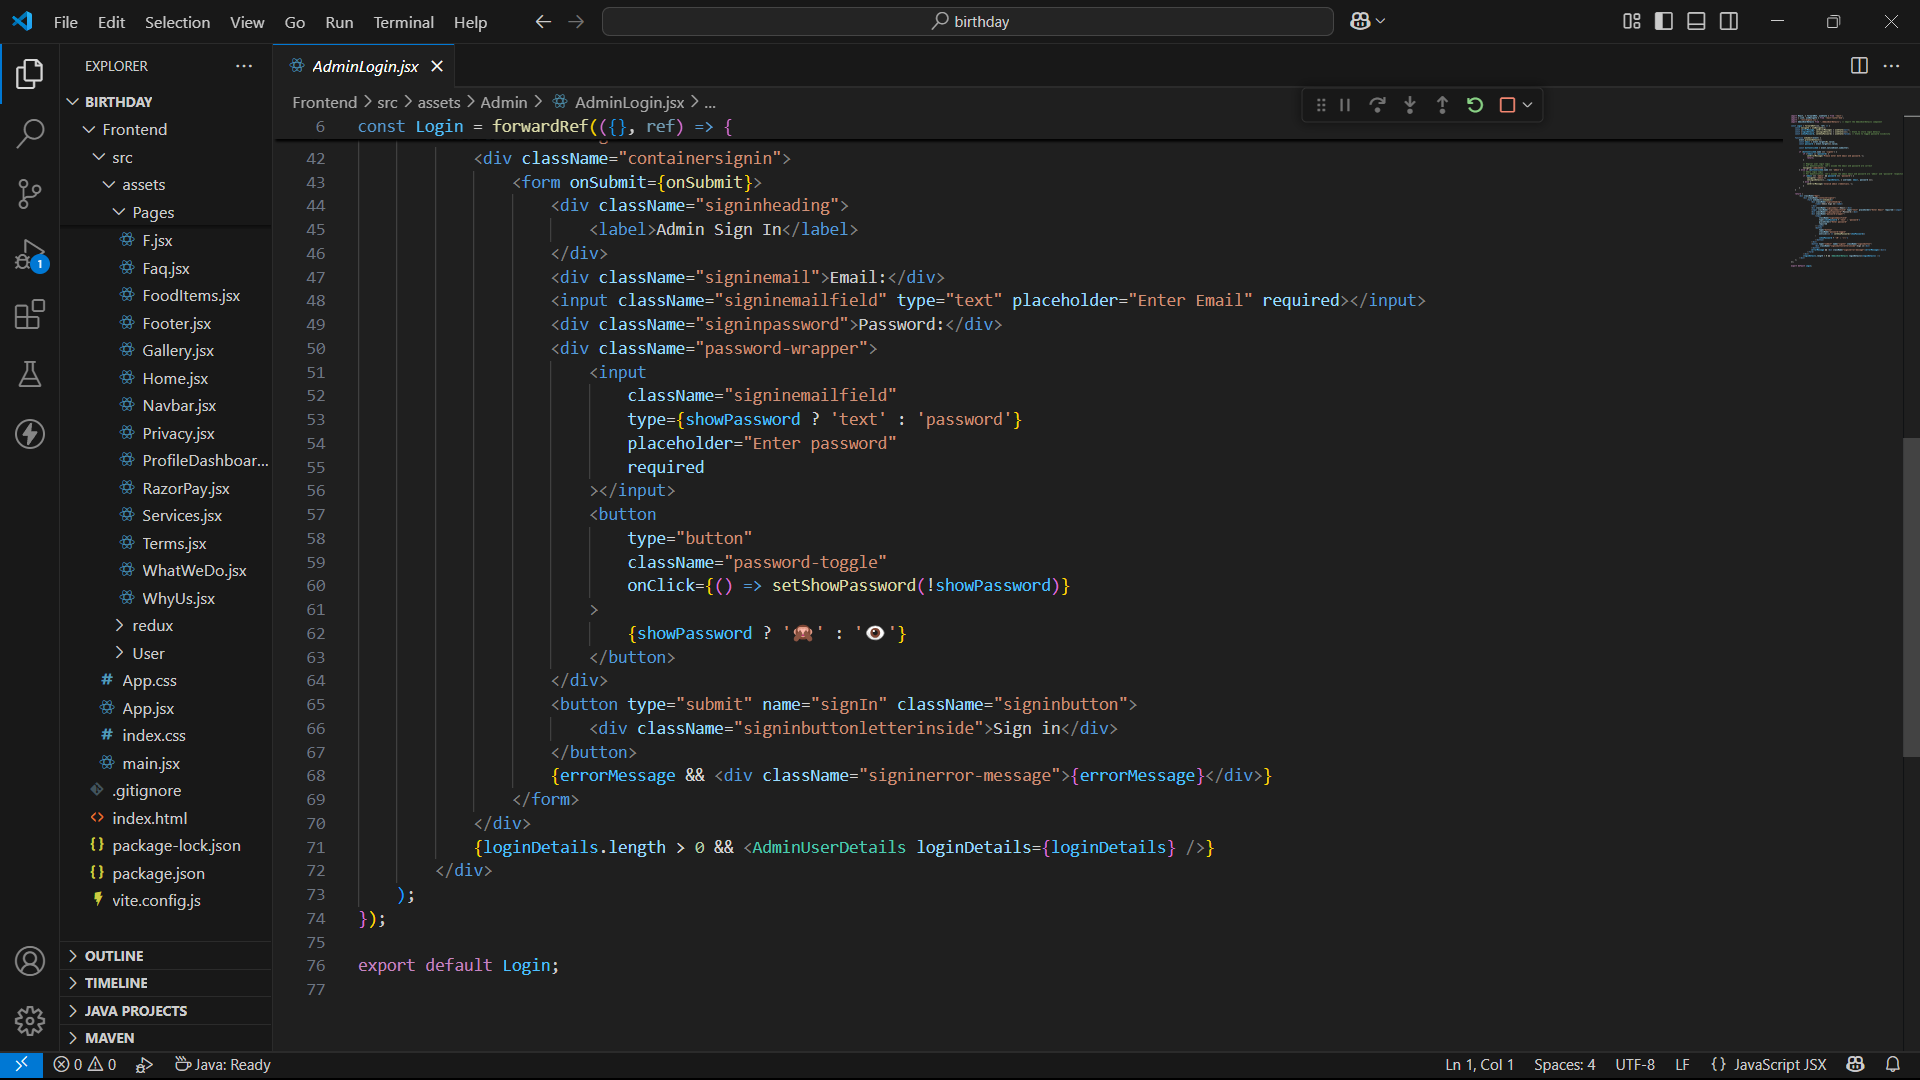 File Edit Selection View Go Run Terminal Help
birthday
EXPLORER
BIRTHDAY
Frontend
src
assets
Pages
F.jsx
Faq.jsx
FoodItems.jsx
Footer.jsx
Gallery.jsx
Home.jsx
Navbar.jsx
Privacy.jsx
ProfileDashboar...
RazorPay.jsx
Services.jsx
Terms.jsx
WhatWeDo.jsx
WhyUs.jsx
redux
User
App.css
App.jsx
index.css
main.jsx
.gitignore
index.html
package-lock.json
package.json
vite.config.js
OUTLINE
TIMELINE
JAVA PROJECTS
MAVEN
1
AdminLogin.jsx
Frontend > src > assets > Admin > AdminLogin.jsx > ...
6 const Login = forwardRef(({}, ref) => {
42 <div className="containersignin">
43 <form onSubmit={onSubmit}>
44 <div className="signinheading">
45 <label>Admin Sign In</label>
46 </div>
47 <div className="signinemail">Email:</div>
48 <input className="signinemailfield" type="text" placeholder="Enter Email" required></input>
49 <div className="signinpassword">Password:</div>
50 <div className="password-wrapper">
51 <input
52 className="signinemailfield"
53 type={showPassword ? 'text' : 'password'}
54 placeholder="Enter password"
55 required
56 ></input>
57 <button
58 type="button"
59 className="password-toggle"
60 onClick={() => setShowPassword(!showPassword)}
61 >
62 {showPassword ? '🙈' : '👁️'}
63 </button>
64 </div>
65 <button type="submit" name="signIn" className="signinbutton">
66 <div className="signinbuttonletterinside">Sign in</div>
67 </button>
68 {errorMessage && <div className="signinerror-message">{errorMessage}</div>}
69 </form>
70 </div>
71 {loginDetails.length > 0 && <AdminUserDetails loginDetails={loginDetails} />}
72 </div>
73 );
74 });
75
76 export default Login;
77
0 0 Java: Ready
Ln 1, Col 1 Spaces: 4 UTF-8 LF {} JavaScript JSX